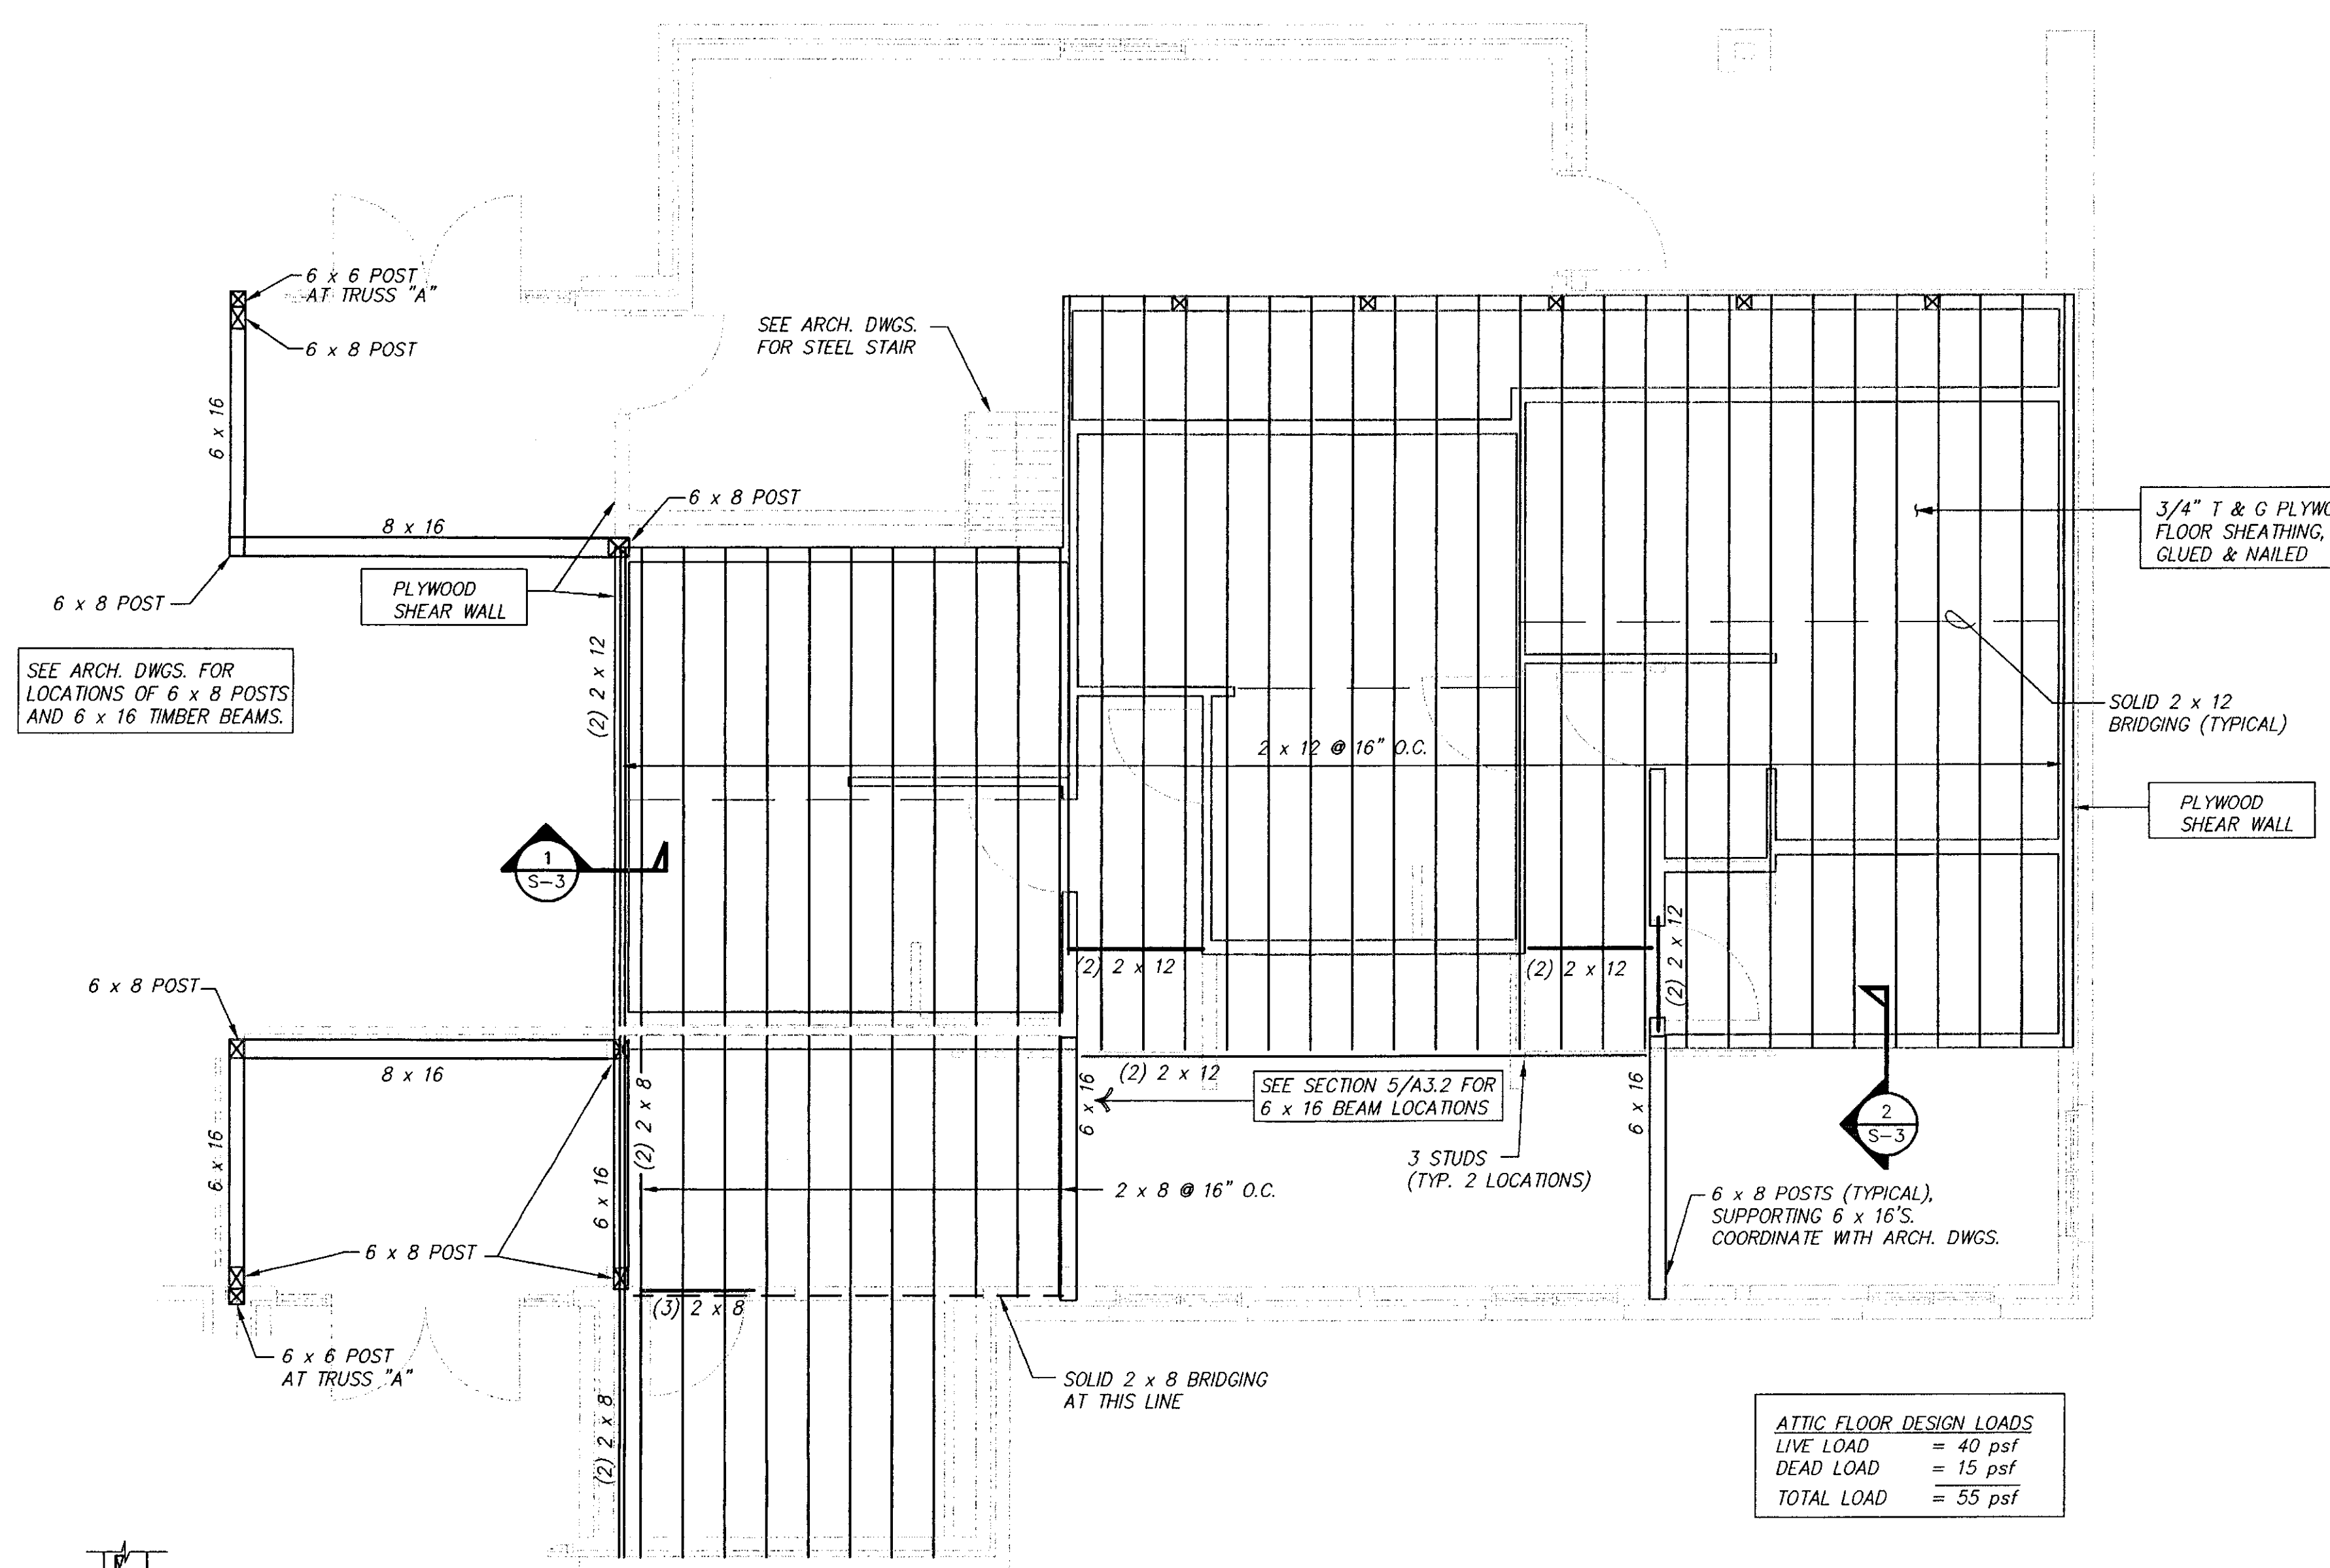 6 x 6 POST
AT TRUSS "A"
6 x 8 POST
6 x 16
SEE ARCH. DWGS.
FOR STEEL STAIR
6 x 8 POST
8 x 16
6 x 8 POST
PLYWOOD
SHEAR WALL
3/4" T & G
FLOOR SHEATHING,
GLUED & NAILED
SEE ARCH. DWGS. FOR
LOCATIONS OF 6 x 8 POSTS
AND 6 x 16 TIMBER BEAMS.
(2) 2 x 12
SOLID 2 x 12
BRIDGING (TYPICAL)
2 x 12 @ 16" O.C.
PLYWOOD
SHEAR WALL
1
S-3
(2) 2 x 12
(2) 2 x 12
(2) 2 x 12
6 x 8 POST
8 x 16
(2) 2 x 8
6 x 16
(2) 2 x 12
SEE SECTION 5/A3.2 FOR
6 x 16 BEAM LOCATIONS
6 x 16
2
S-3
6 x 16
6 x 16
3 STUDS
(TYP. 2 LOCATIONS)
2 x 8 @ 16" O.C.
6 x 8 POSTS (TYPICAL),
SUPPORTING 6 x 16'S.
COORDINATE WITH ARCH. DWGS.
6 x 8 POST
(3) 2 x 8
6 x 6 POST
AT TRUSS "A"
SOLID 2 x 8 BRIDGING
AT THIS LINE
(2) 2 x 8
ATTIC FLOOR DESIGN LOADS
LIVE LOAD = 40 psf
DEAD LOAD = 15 psf
TOTAL LOAD = 55 psf